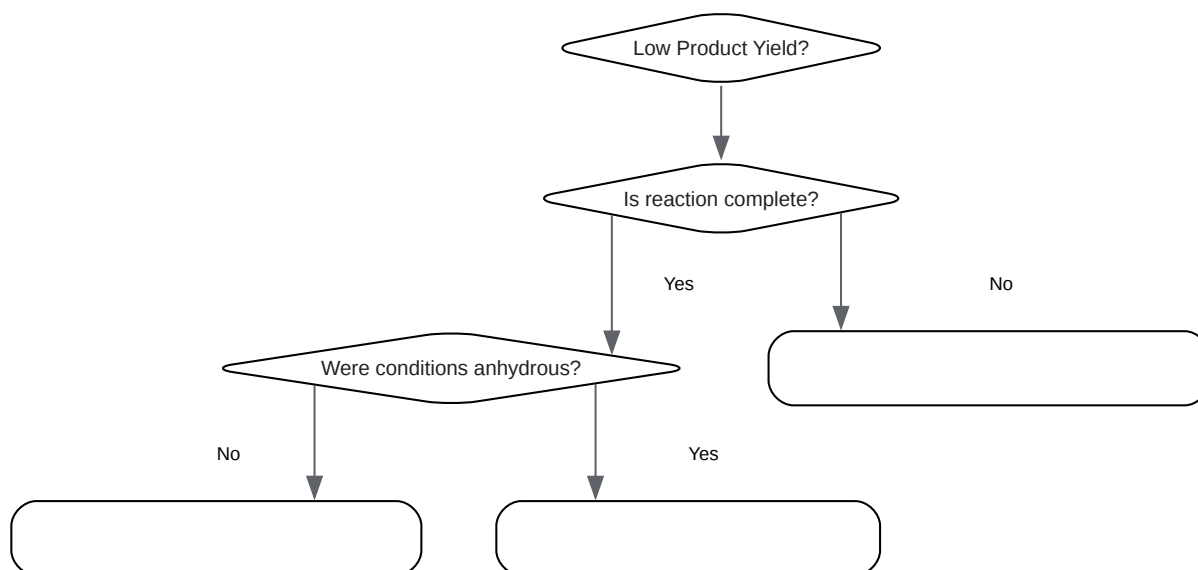 Low Product Yield?
Is reaction complete?
Yes
No
Were conditions anhydrous?
No
Yes